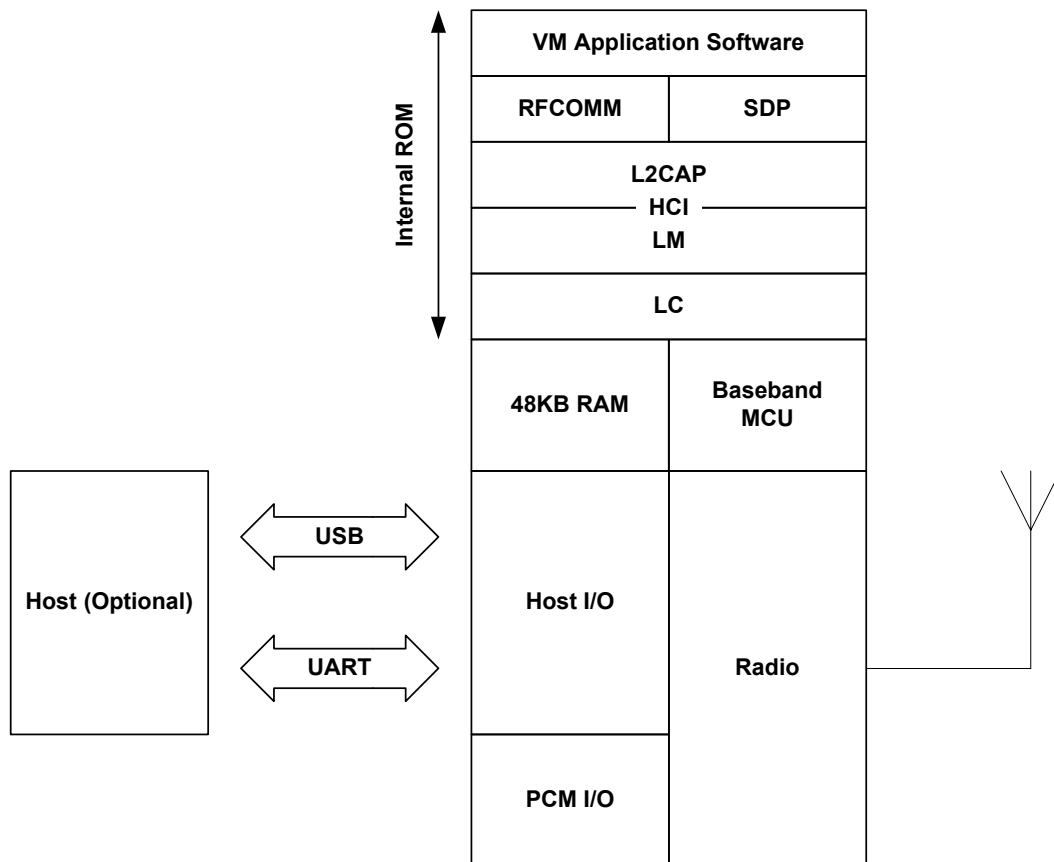 VM Application Software
RFCOMM
SDP
Internal ROM
L2CAP
HCI
LM
LC
48KB RAM
Baseband
MCU
USB
Host (Optional)
Host I/O
UART
Radio
PCM I/O